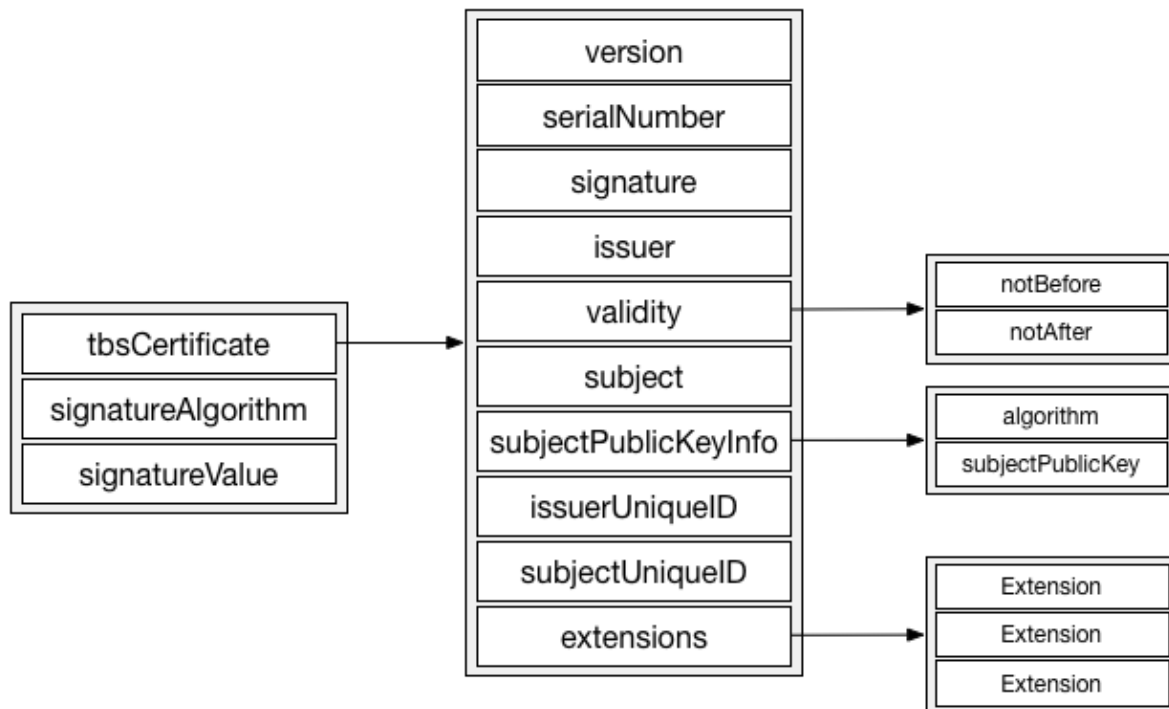 tbsCertificate
signatureAlgorithm
signatureValue
version
serialNumber
signature
issuer
validity
subject
subjectPublicKeyInfo
issuerUniqueID
subjectUniqueID
extensions
notBefore
notAfter
algorithm
subjectPublicKey
Extension
Extension
Extension